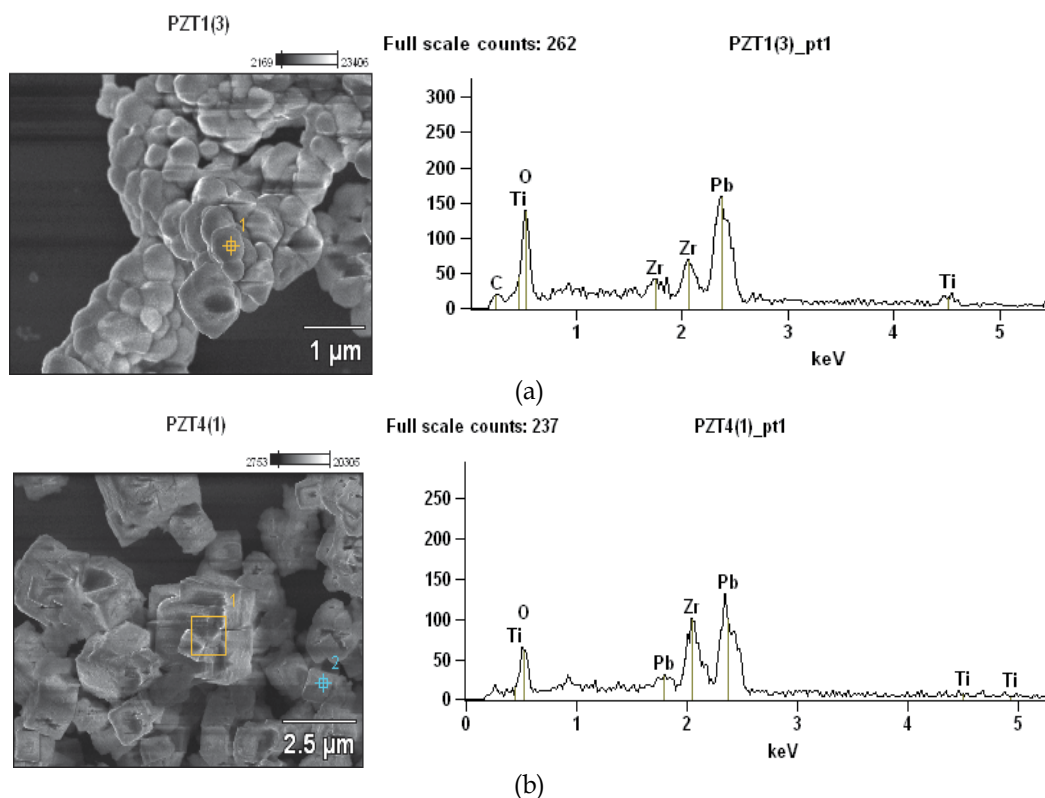 PZT1(3)
2169 23406
1
1 µm
Full scale counts: 262 PZT1(3)_pt1
300
250
200
150
100
50
0
C
O
Ti
Zr
Zr
Pb
Ti
1 2 3 4 5
keV
(a)
PZT4(1)
2753 20305
1
2
2.5 µm
Full scale counts: 237 PZT4(1)_pt1
250
200
150
100
50
0
O
Ti
Pb
Zr
Pb
Ti Ti
0 1 2 3 4 5
keV
(b)